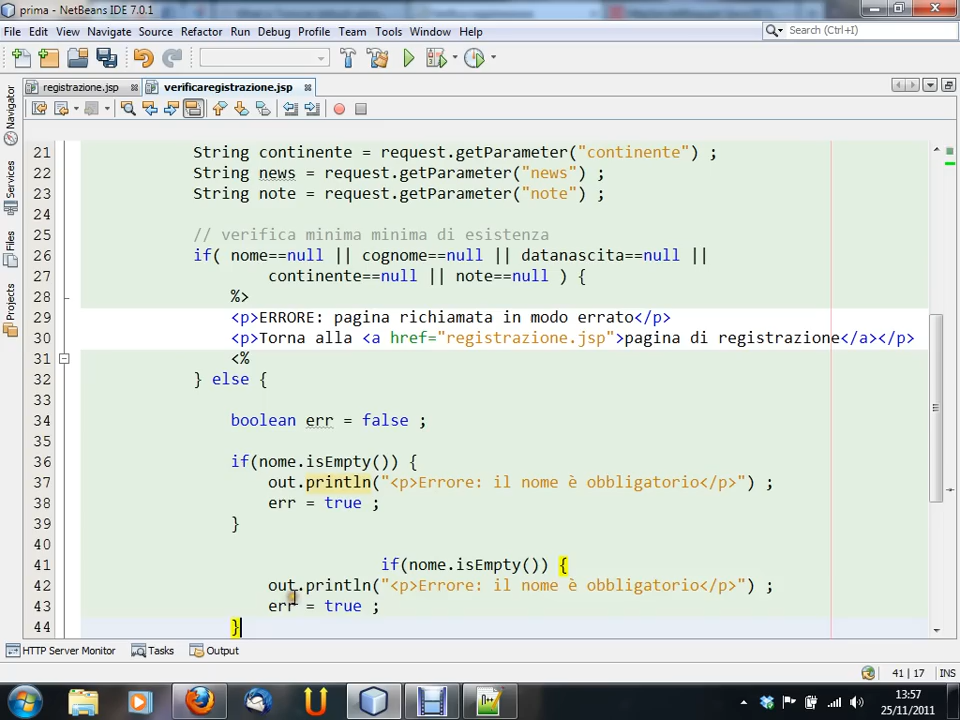 prima - NetBeans IDE 7.0.1
File Edit View Navigate Source Refactor Run Debug Profile Team Tools Window Help
Search (Ctrl+I)
registrazione.jsp
verificaregistrazione.jsp
Navigator
Services
Files
Projects
21 String continente = request.getParameter("continente") ;
22 String news = request.getParameter("news") ;
23 String note = request.getParameter("note") ;
24
25 // verifica minima minima di esistenza
26 if( nome==null || cognome==null || datanascita==null ||
27 continente==null || note==null ) {
28 %>
29 <p>ERRORE: pagina richiamata in modo errato</p>
30 <p>Torna alla <a href="registrazione.jsp">pagina di registrazione</a></p>
31 <%
32 } else {
33
34 boolean err = false ;
35
36 if(nome.isEmpty()) {
37 out.println("<p>Errore: il nome è obbligatorio</p>") ;
38 err = true ;
39 }
40
41 if(nome.isEmpty()) {
42 out.println("<p>Errore: il nome è obbligatorio</p>") ;
43 err = true ;
44 }
HTTP Server Monitor Tasks Output
41 | 17 INS
13:57
25/11/2011